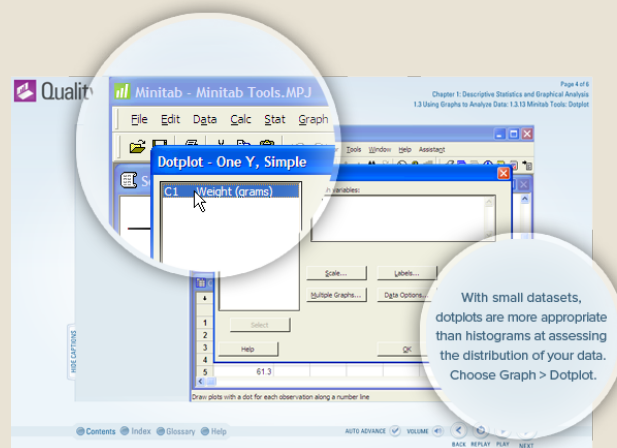 Page 4 of 6
Chapter 1: Descriptive Statistics and Graphical Analysis
1.3 Using Graphs to Analyze Data: 1.3.13 Minitab Tools: Dotplot
Quality
Minitab - Minitab Tools.MPJ
File Edit Data Calc Stat Graph
Tools Window Help Assistant
Dotplot - One Y, Simple
C1 Weight (grams)
variables:
Scale... Labels...
Multiple Graphs... Data Options...
Select
Help OK
1
2
3
4
5 61.3
Draw plots with a dot for each observation along a number line
With small datasets,
dotplots are more appropriate
than histograms at assessing
the distribution of your data.
Choose Graph > Dotplot.
HIDE CAPTIONS
Contents Index Glossary Help
AUTO ADVANCE VOLUME
BACK REPLAY PLAY NEXT